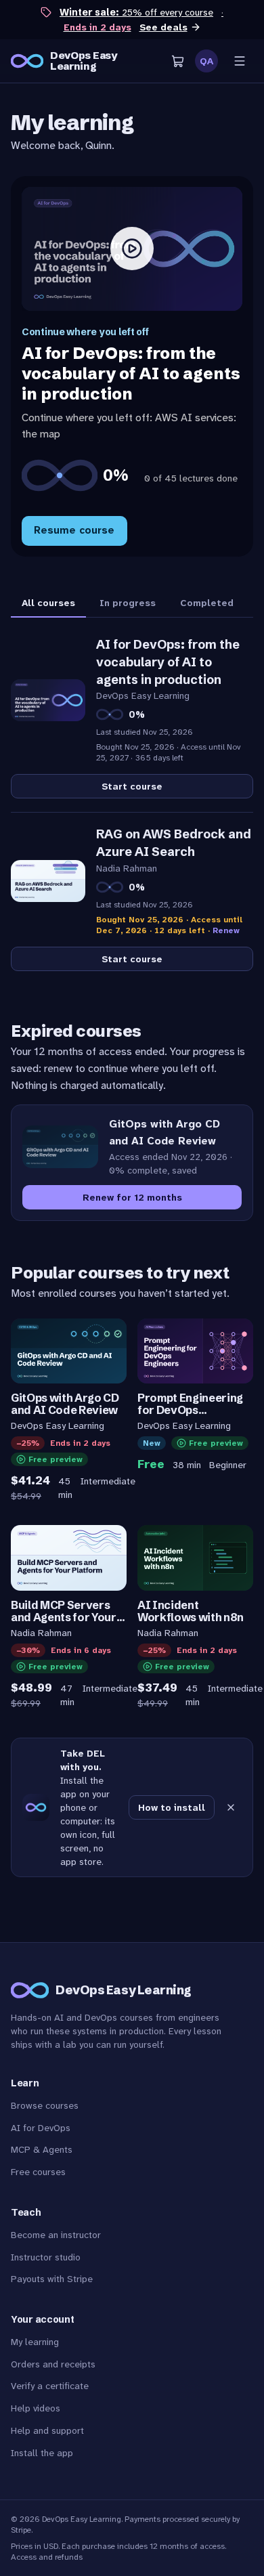 Winter sale: 25% off every course ·
Ends in 2 days See deals →
DevOps Easy
Learning
QA
My learning
Welcome back, Quinn.
AI for DevOps
AI for DevOps: from
the vocabulary of
AI to agents in
production
DevOps Easy Learning
Continue where you left off
AI for DevOps: from the
vocabulary of AI to agents
in production
Continue where you left off: AWS AI services:
the map
0%
0 of 45 lectures done
Resume course
All courses
In progress
Completed
AI for DevOps: from the
vocabulary of AI to
agents in production
DevOps Easy Learning
0%
Last studied Nov 25, 2026
Bought Nov 25, 2026 · Access until Nov
25, 2027 · 365 days left
Start course
RAG on AWS Bedrock and
Azure AI Search
RAG on AWS Bedrock and
Azure AI Search
Nadia Rahman
0%
Last studied Nov 25, 2026
Bought Nov 25, 2026 · Access until
Dec 7, 2026 · 12 days left · Renew
Start course
Expired courses
Your 12 months of access ended. Your progress is
saved: renew to continue where you left off.
Nothing is charged automatically.
GitOps with Argo CD and AI
Code Review
GitOps with Argo CD
and AI Code Review
Access ended Nov 22, 2026 ·
0% complete, saved
Renew for 12 months
Popular courses to try next
Most enrolled courses you haven't started yet.
GitOps with Argo CD and AI
Code Review
GitOps with Argo CD
and AI Code Review
DevOps Easy Learning
−25% Ends in 2 days
Free preview
$41.24 45 min Intermediate
$54.99
Prompt
Engineering for
DevOps
Engineers
Prompt Engineering
for DevOps...
DevOps Easy Learning
New Free preview
Free 38 min Beginner
Build MCP Servers and
Agents for Your Platform
Build MCP Servers
and Agents for Your...
Nadia Rahman
−30% Ends in 6 days
Free preview
$48.99 47 min Intermediate
$69.99
AI Incident
Workflows
with n8n
AI Incident
Workflows with n8n
Nadia Rahman
−25% Ends in 2 days
Free preview
$37.49 45 min Intermediate
$49.99
Take DEL
with you.
Install the
app on your
phone or
computer: its
own icon, full
screen, no
app store.
How to install
DevOps Easy Learning
Hands-on AI and DevOps courses from engineers
who run these systems in production. Every lesson
ships with a lab you can run yourself.
Learn
Browse courses
AI for DevOps
MCP & Agents
Free courses
Teach
Become an instructor
Instructor studio
Payouts with Stripe
Your account
My learning
Orders and receipts
Verify a certificate
Help videos
Help and support
Install the app
© 2026 DevOps Easy Learning. Payments processed securely by
Stripe.
Prices in USD. Each purchase includes 12 months of access.
Access and refunds